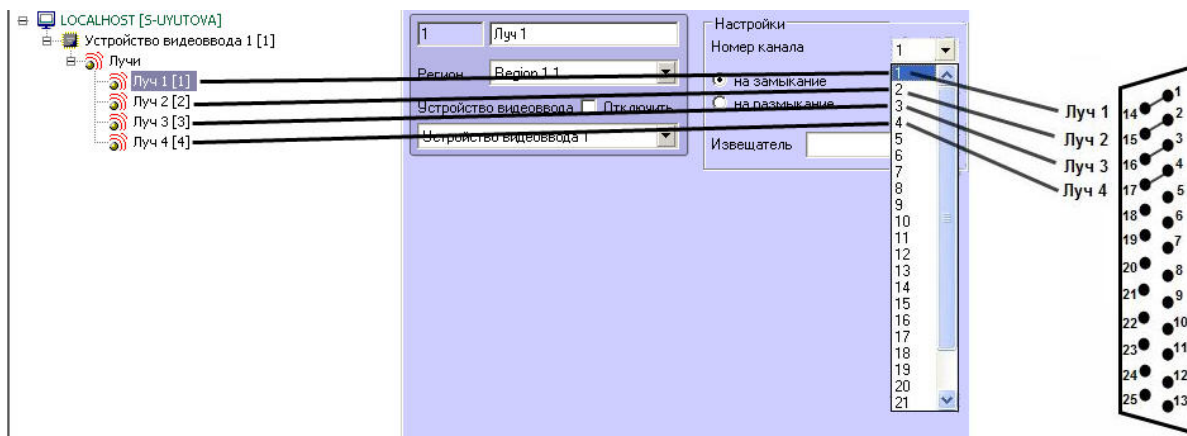 LOCALHOST [S-UYUTOVA]
Устройство видеоввода 1 [1]
Лучи
Луч 1 [1]
Луч 2 [2]
Луч 3 [3]
Луч 4 [4]
1
Луч 1
Регион
Region 1.1
Устройство видеоввода
Отключить
Устройство видеоввода 1
Настройки
Номер канала
1
на замыкание
на размыкание
Извещатель
1
2
3
4
5
6
7
8
9
10
11
12
13
14
15
16
17
18
19
20
21
Луч 1
Луч 2
Луч 3
Луч 4
1
14
2
15
3
16
4
17
5
18
6
19
7
20
8
21
9
22
10
23
11
24
12
25
13